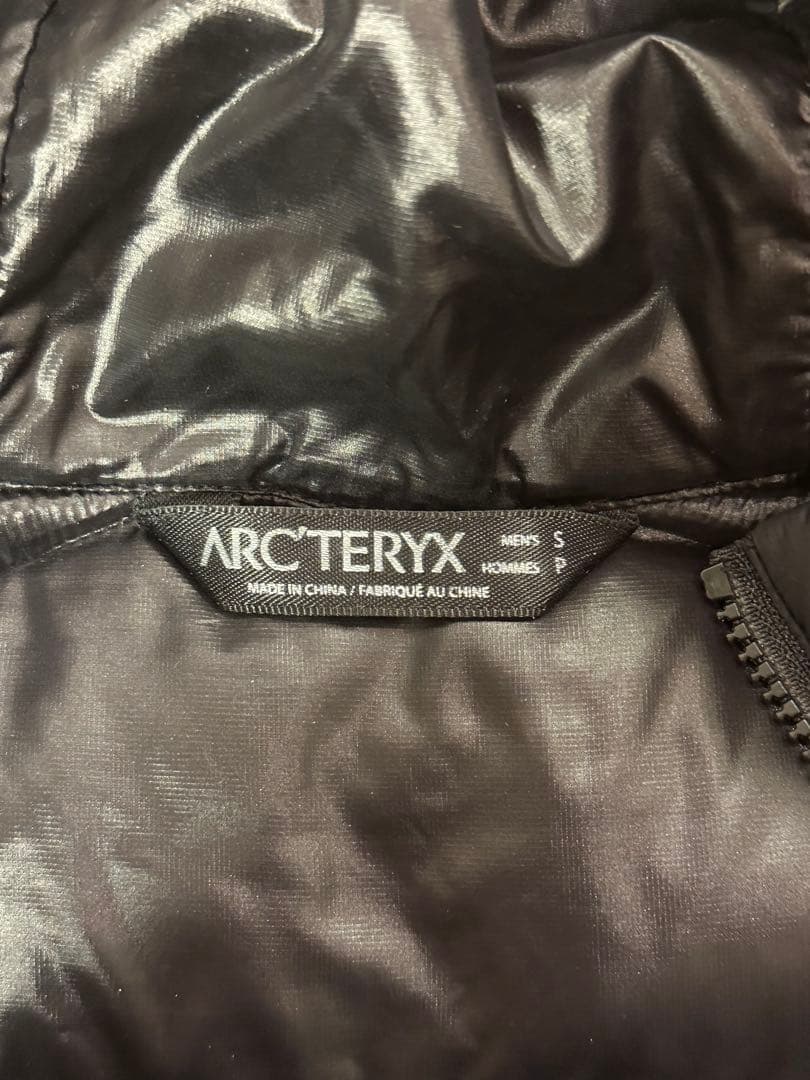 ARC'TERYX MEN'S S
HOMMES P
MADE IN CHINA / FABRIQUÉ AU CHINE